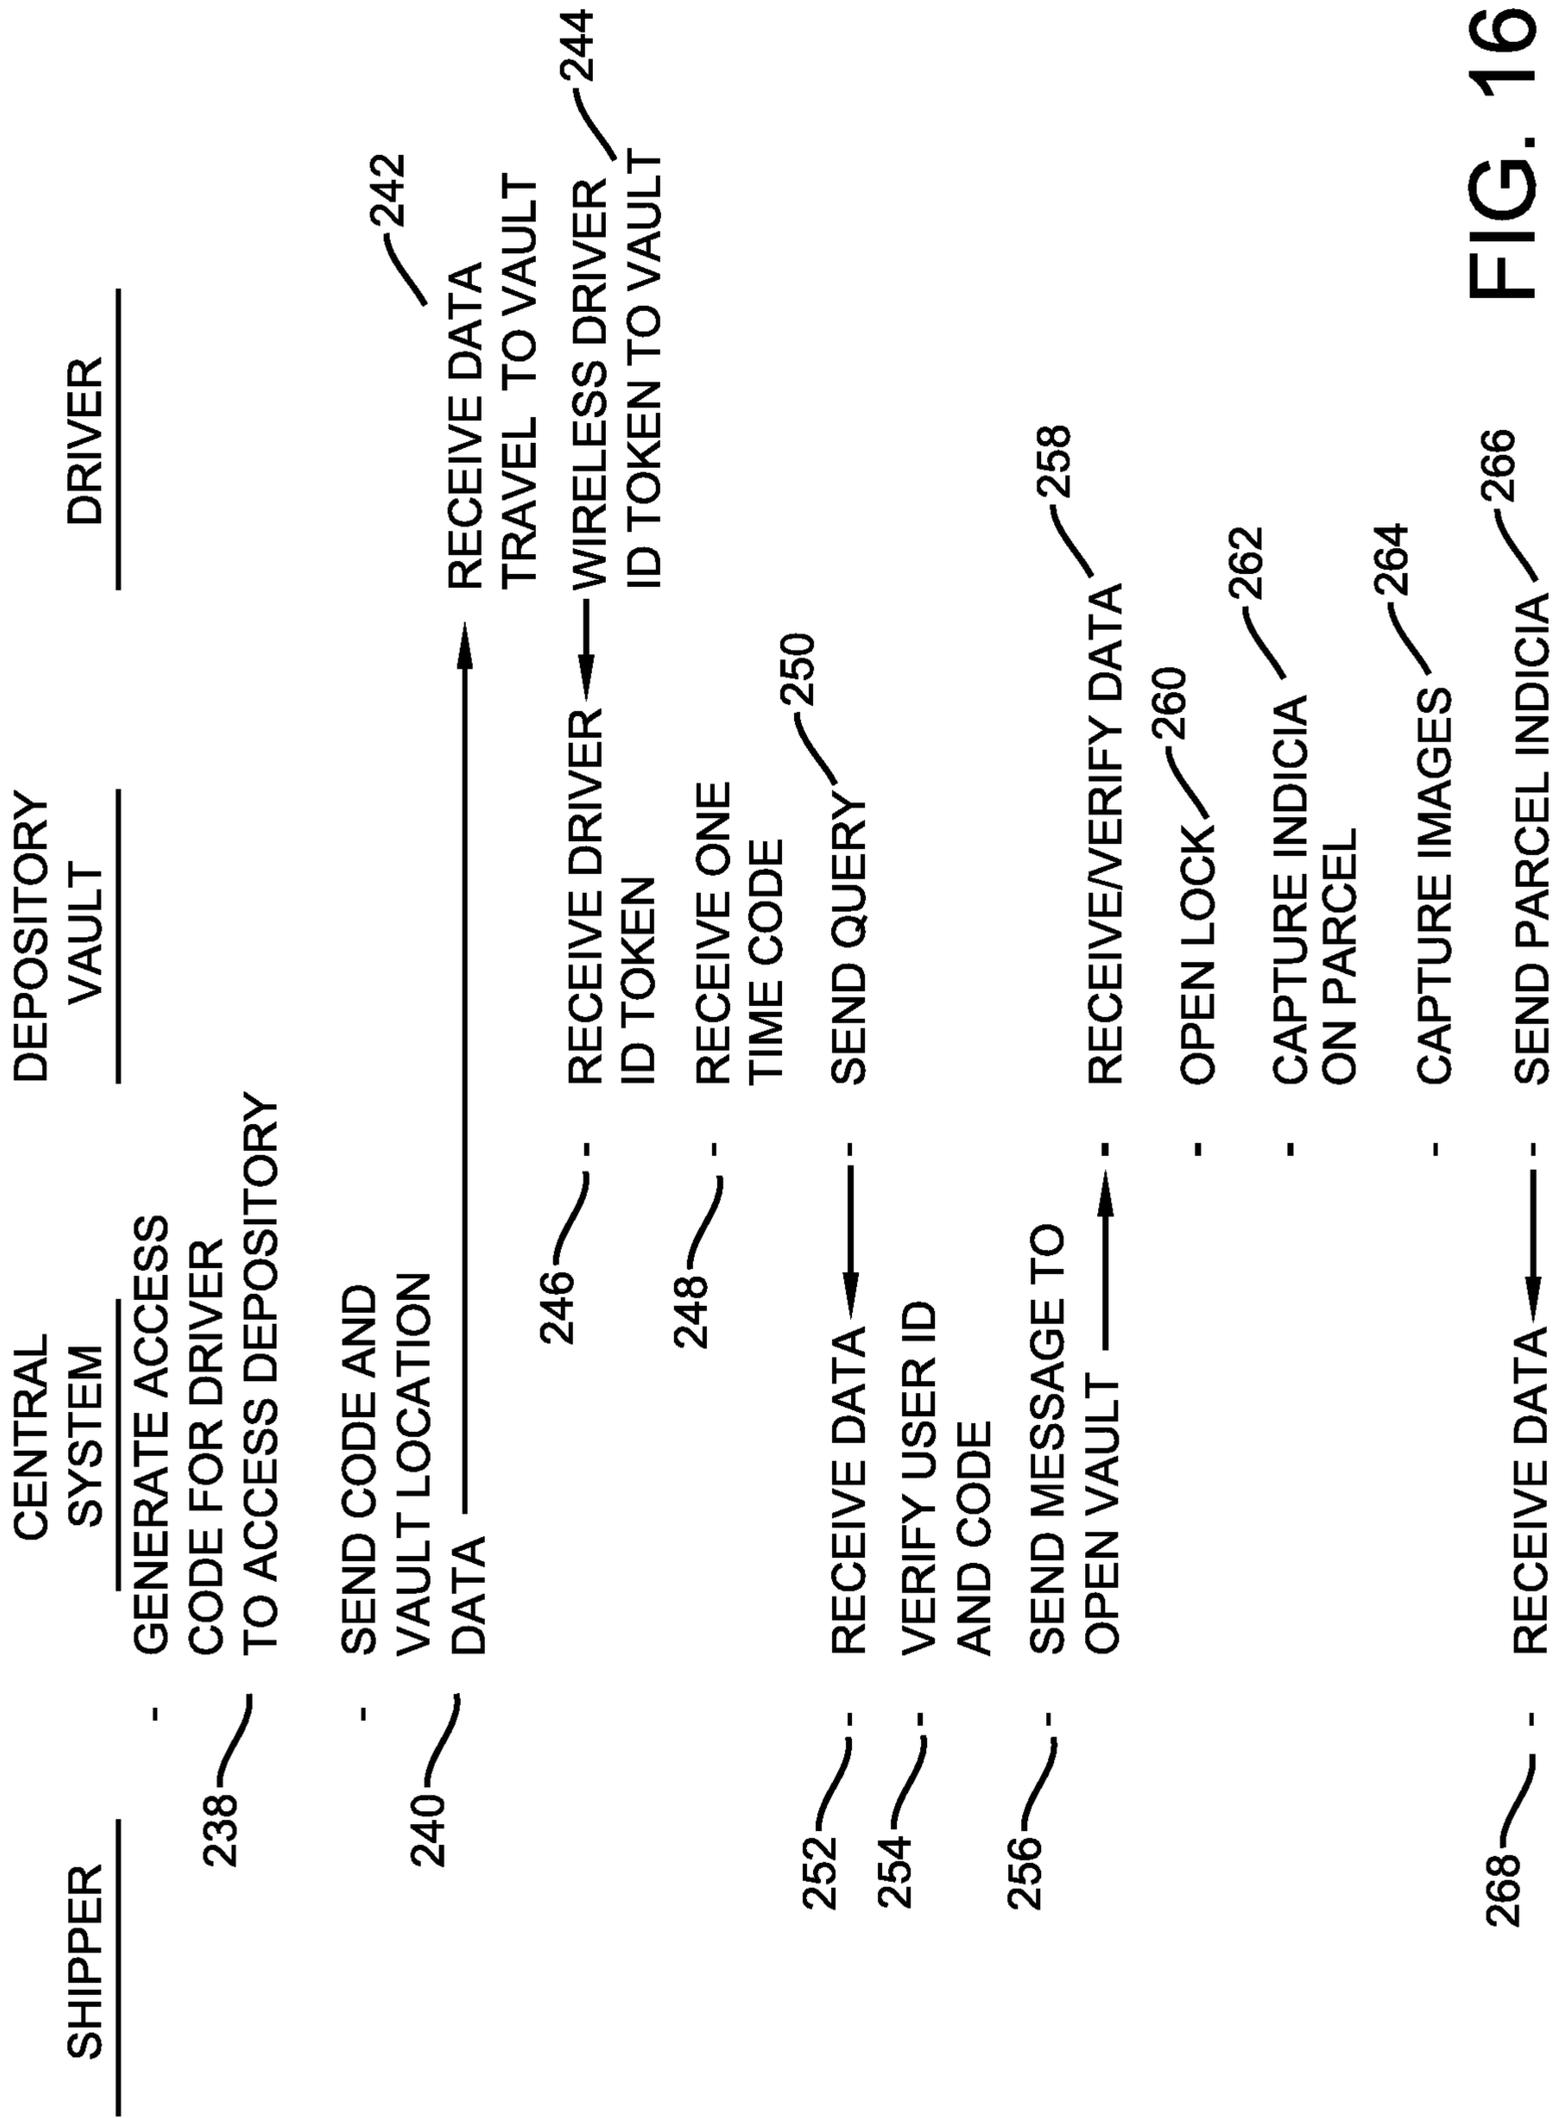 SHIPPER
CENTRAL
SYSTEM
DEPOSITORY
VAULT
DRIVER
- GENERATE ACCESS
CODE FOR DRIVER
TO ACCESS DEPOSITORY
238
- SEND CODE AND
VAULT LOCATION
DATA
240
242
RECEIVE DATA
TRAVEL TO VAULT
244
WIRELESS DRIVER
ID TOKEN TO VAULT
246
- RECEIVE DRIVER
ID TOKEN
248
- RECEIVE ONE
TIME CODE
- SEND QUERY
250
252
- RECEIVE DATA
254
- VERIFY USER ID
AND CODE
256
- SEND MESSAGE TO
OPEN VAULT
- RECEIVE/VERIFY DATA
258
- OPEN LOCK
260
- CAPTURE INDICIA
ON PARCEL
262
- CAPTURE IMAGES
264
- SEND PARCEL INDICIA
266
268
- RECEIVE DATA
FIG. 16